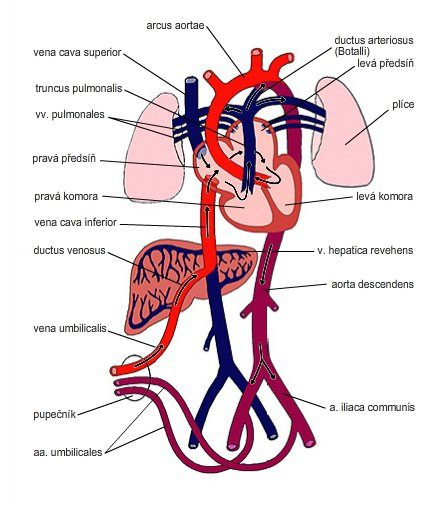 arcus aortae
ductus arteriosus
(Botalli)
vena cava superior
levá předsíň
truncus pulmonalis
vv. pulmonales
plíce
pravá předsíň
pravá komora
levá komora
vena cava inferior
ductus venosus
v. hepatica revehens
aorta descendens
vena umbilicalis
pupečník
a. iliaca communis
aa. umbilicales